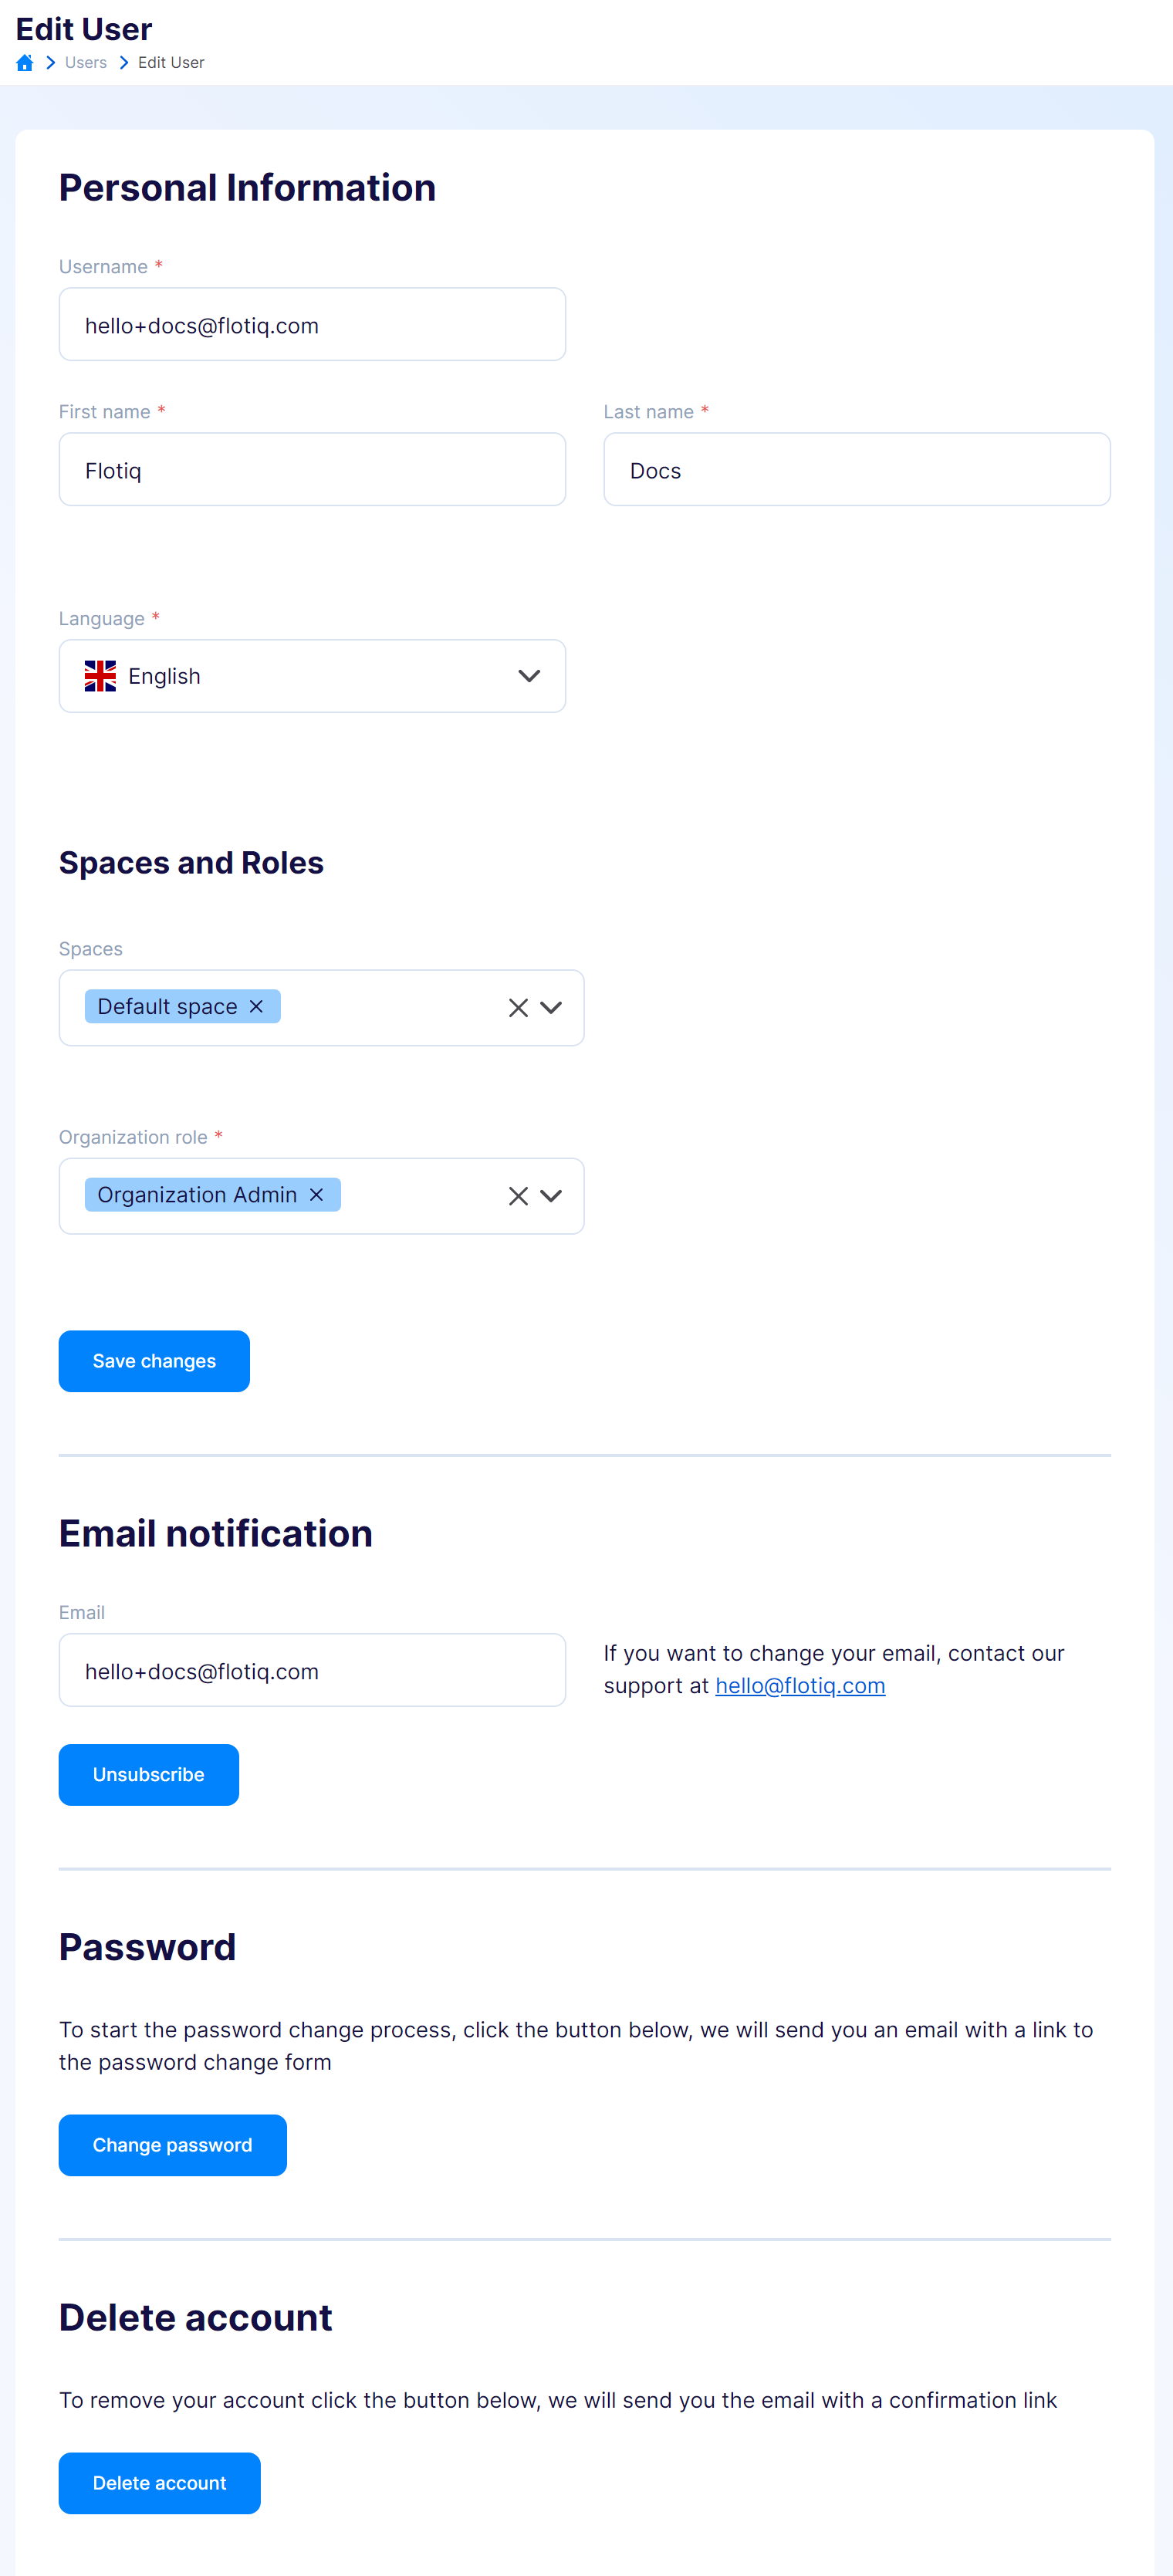 Edit User
Users Edit User
Personal Information
Username *
hello+docs@flotiq.com
First name * Last name *
Flotiq Docs
Language *
English
Spaces and Roles
Spaces
Default space
Organization role *
Organization Admin
Save changes
Email notification
Email
hello+docs@flotiq.com
If you want to change your email, contact our
support at hello@flotiq.com
Unsubscribe
Password
To start the password change process, click the button below, we will send you an email with a link to
the password change form
Change password
Delete account
To remove your account click the button below, we will send you the email with a confirmation link
Delete account